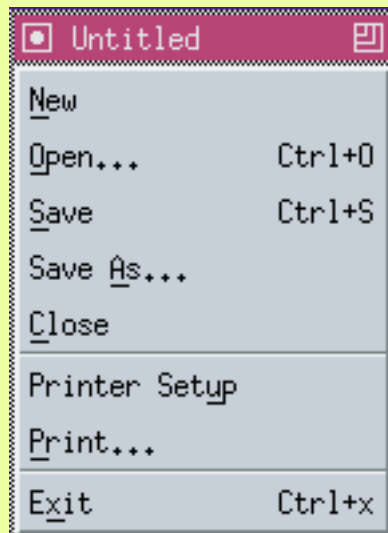 Untitled
New
Open... Ctrl+O
Save Ctrl+S
Save As...
Close
Printer Setup
Print...
Exit Ctrl+x